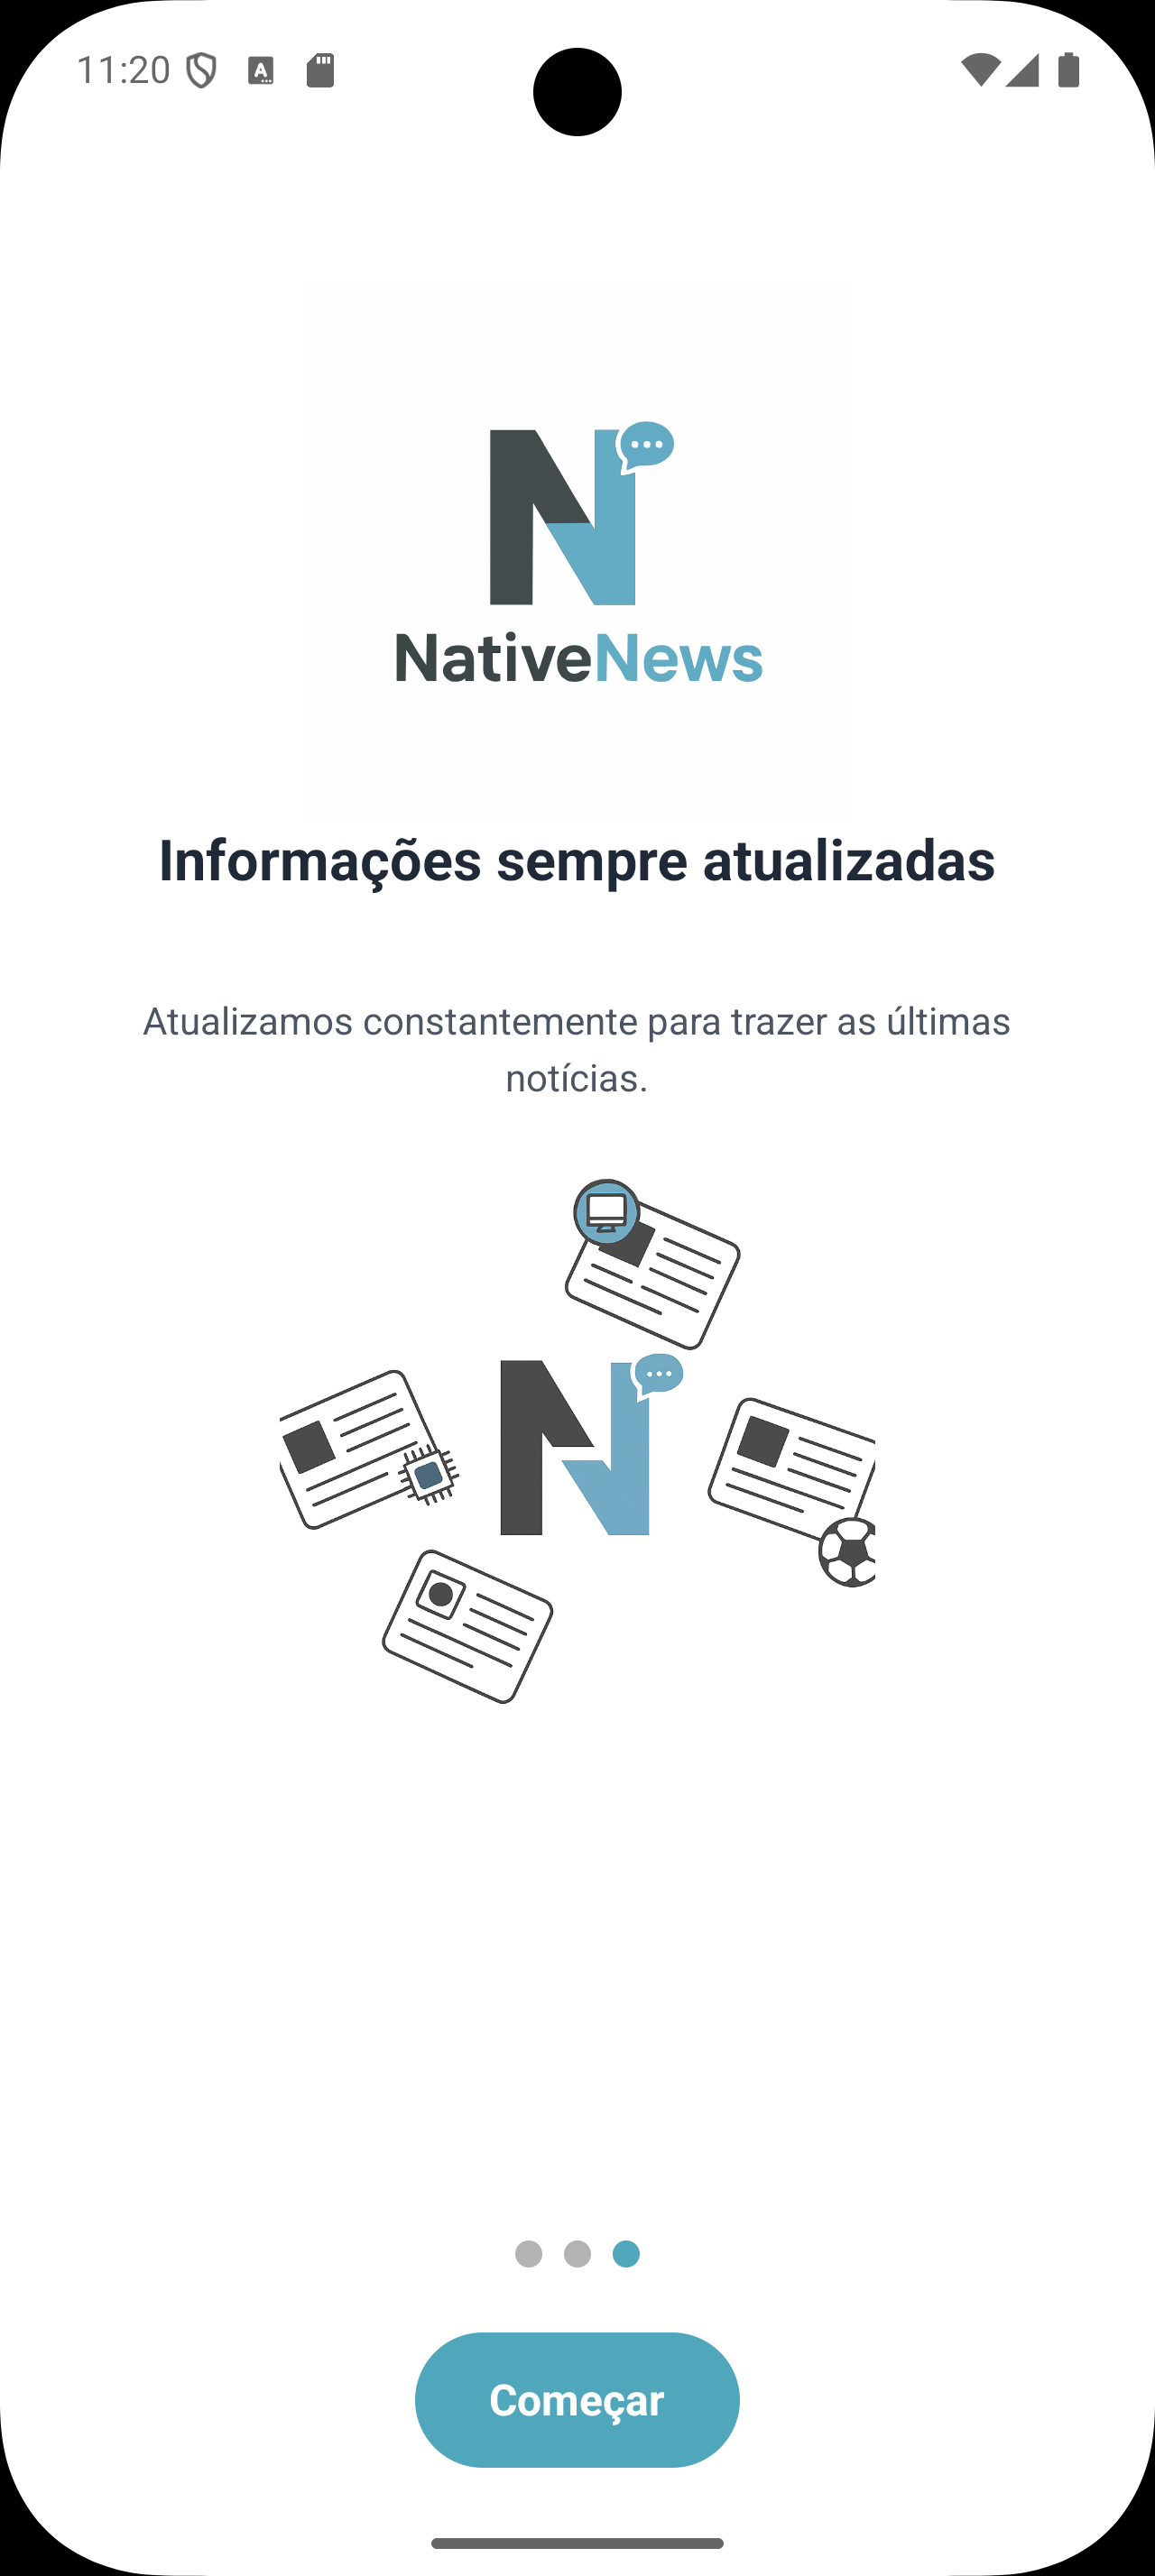 11:20
NativeNews
Informações sempre atualizadas
Atualizamos constantemente para trazer as últimas
notícias.
Começar